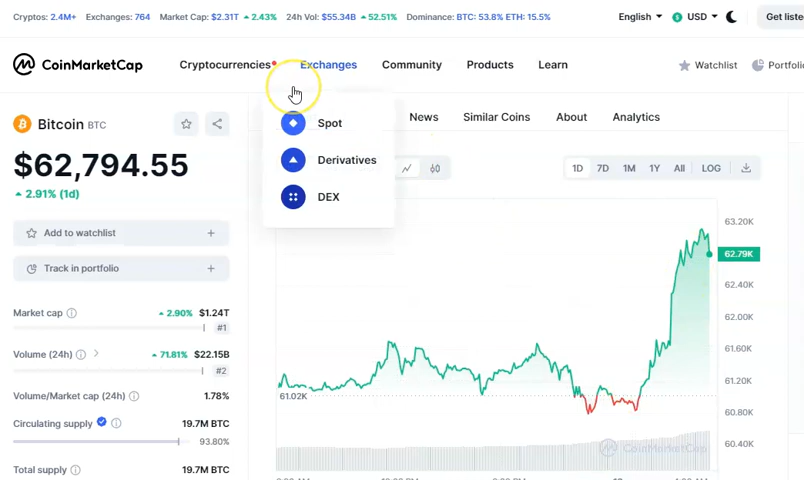 Cryptos: 2.4M+ Exchanges: 764 Market Cap: $2.31T 2.43% 24h Vol: $55.34B 52.51% Dominance: BTC: 53.8% ETH: 15.5% English USD Get liste
CoinMarketCap Cryptocurrencies Exchanges Community Products Learn Watchlist Portfoli
Bitcoin BTC
$62,794.55
2.91% (1d)
Add to watchlist +
Track in portfolio +
Market cap 2.90% $1.24T
#1
Volume (24h) 71.81% $22.15B
#2
Volume/Market cap (24h) 1.78%
Circulating supply 19.7M BTC
93.80%
Total supply 19.7M BTC
Spot
Derivatives
DEX
News Similar Coins About Analytics
1D 7D 1M 1Y All LOG
63.20K
62.79K
62.40K
62.00K
61.60K
61.20K
61.02K
60.80K
60.40K
CoinMarketCap